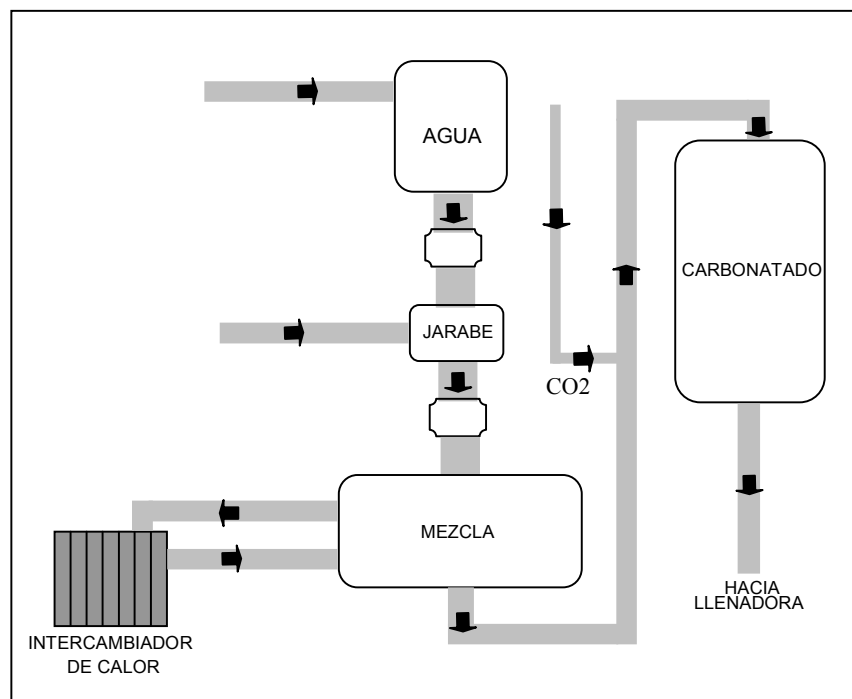 AGUA
JARABE
CO2
CARBONATADO
MEZCLA
INTERCAMBIADOR
DE CALOR
HACIA
LLENADORA